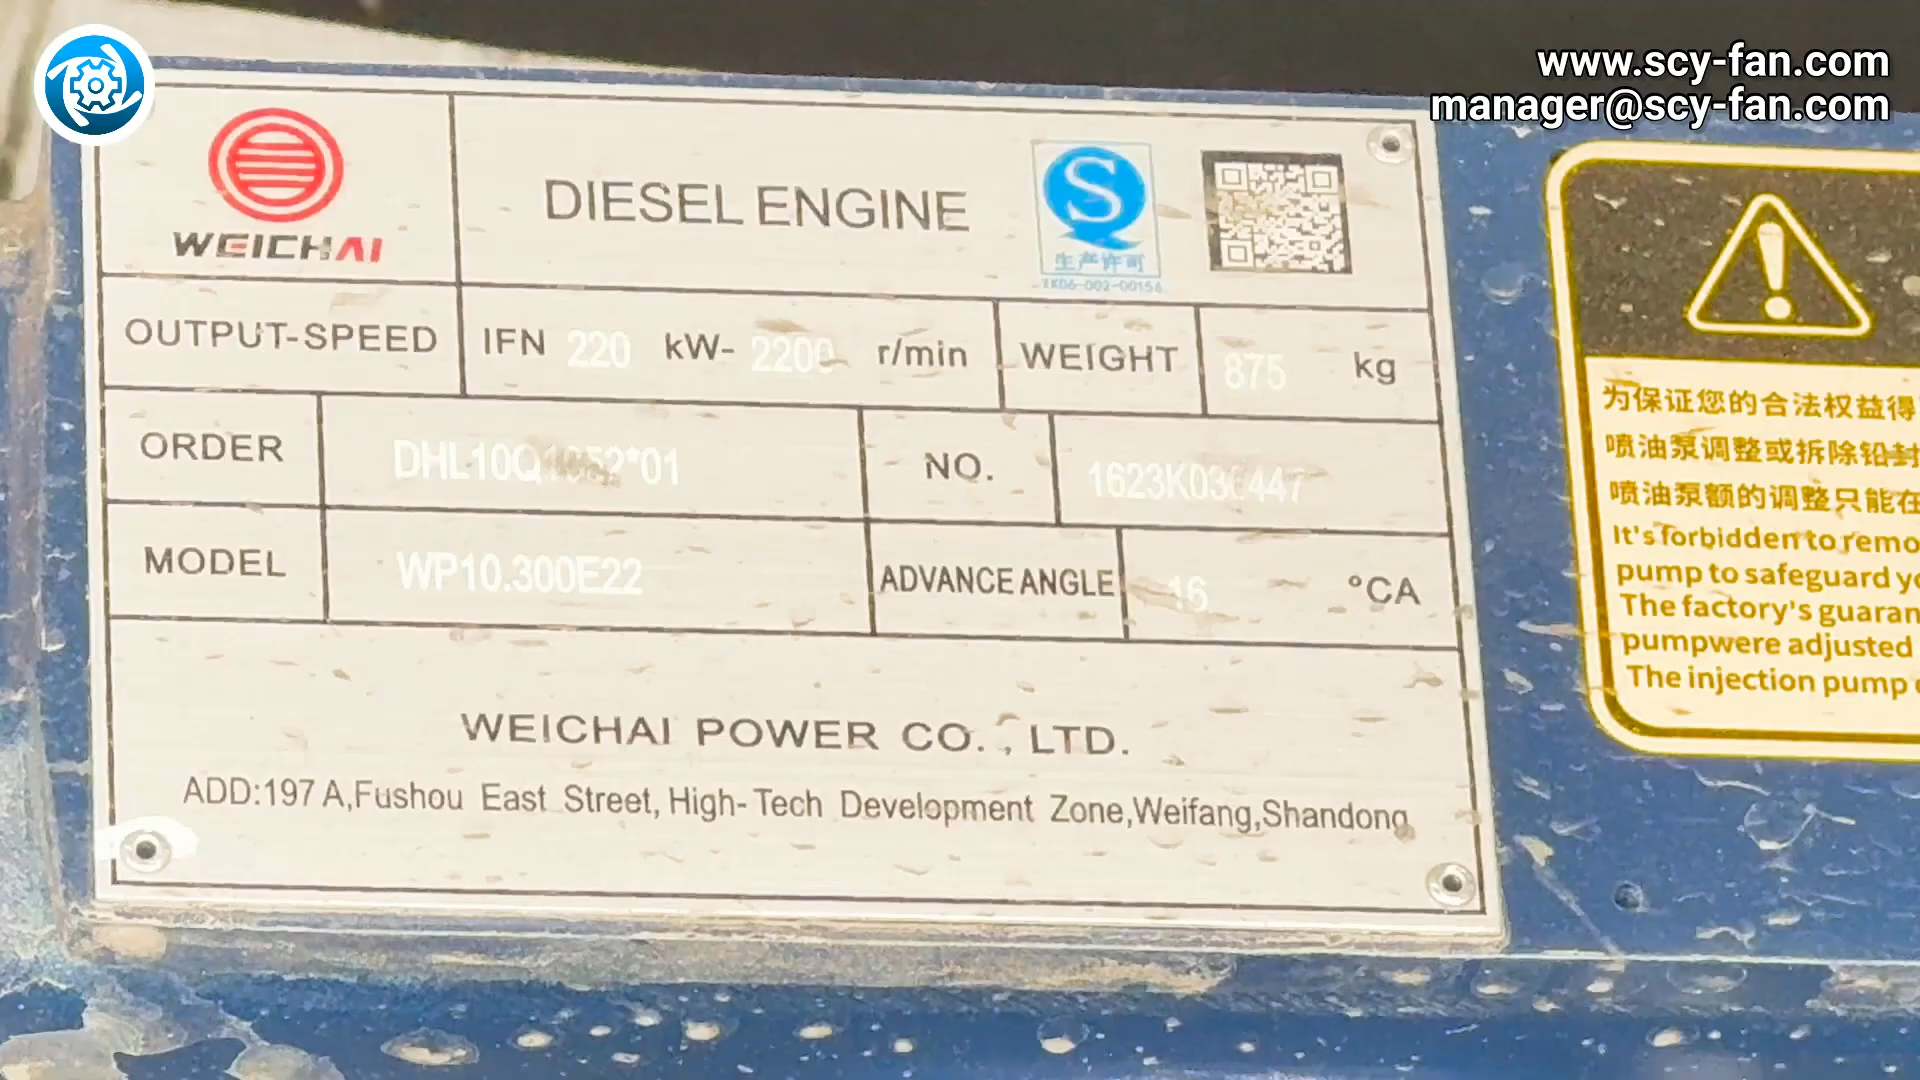 www.scy-fan.com
manager@scy-fan.com
WEICHAI
DIESEL ENGINE
S
生产许可
XK06-002-00156
OUTPUT-SPEED IFN 220 kW- 2200 r/min WEIGHT 875 kg
ORDER NO.
MODEL WP10.300E22 ADVANCE ANGLE 16 °CA
WEICHAI POWER CO., LTD.
ADD:197 A,Fushou East Street, High-Tech Development Zone,Weifang,Shandong
为保证您的合法权益得
喷油泵调整或拆除铅封
喷油泵额的调整只能在
It's forbidden to remo
pump to safeguard yo
The factory's guaran
pumpwere adjusted
The injection pump